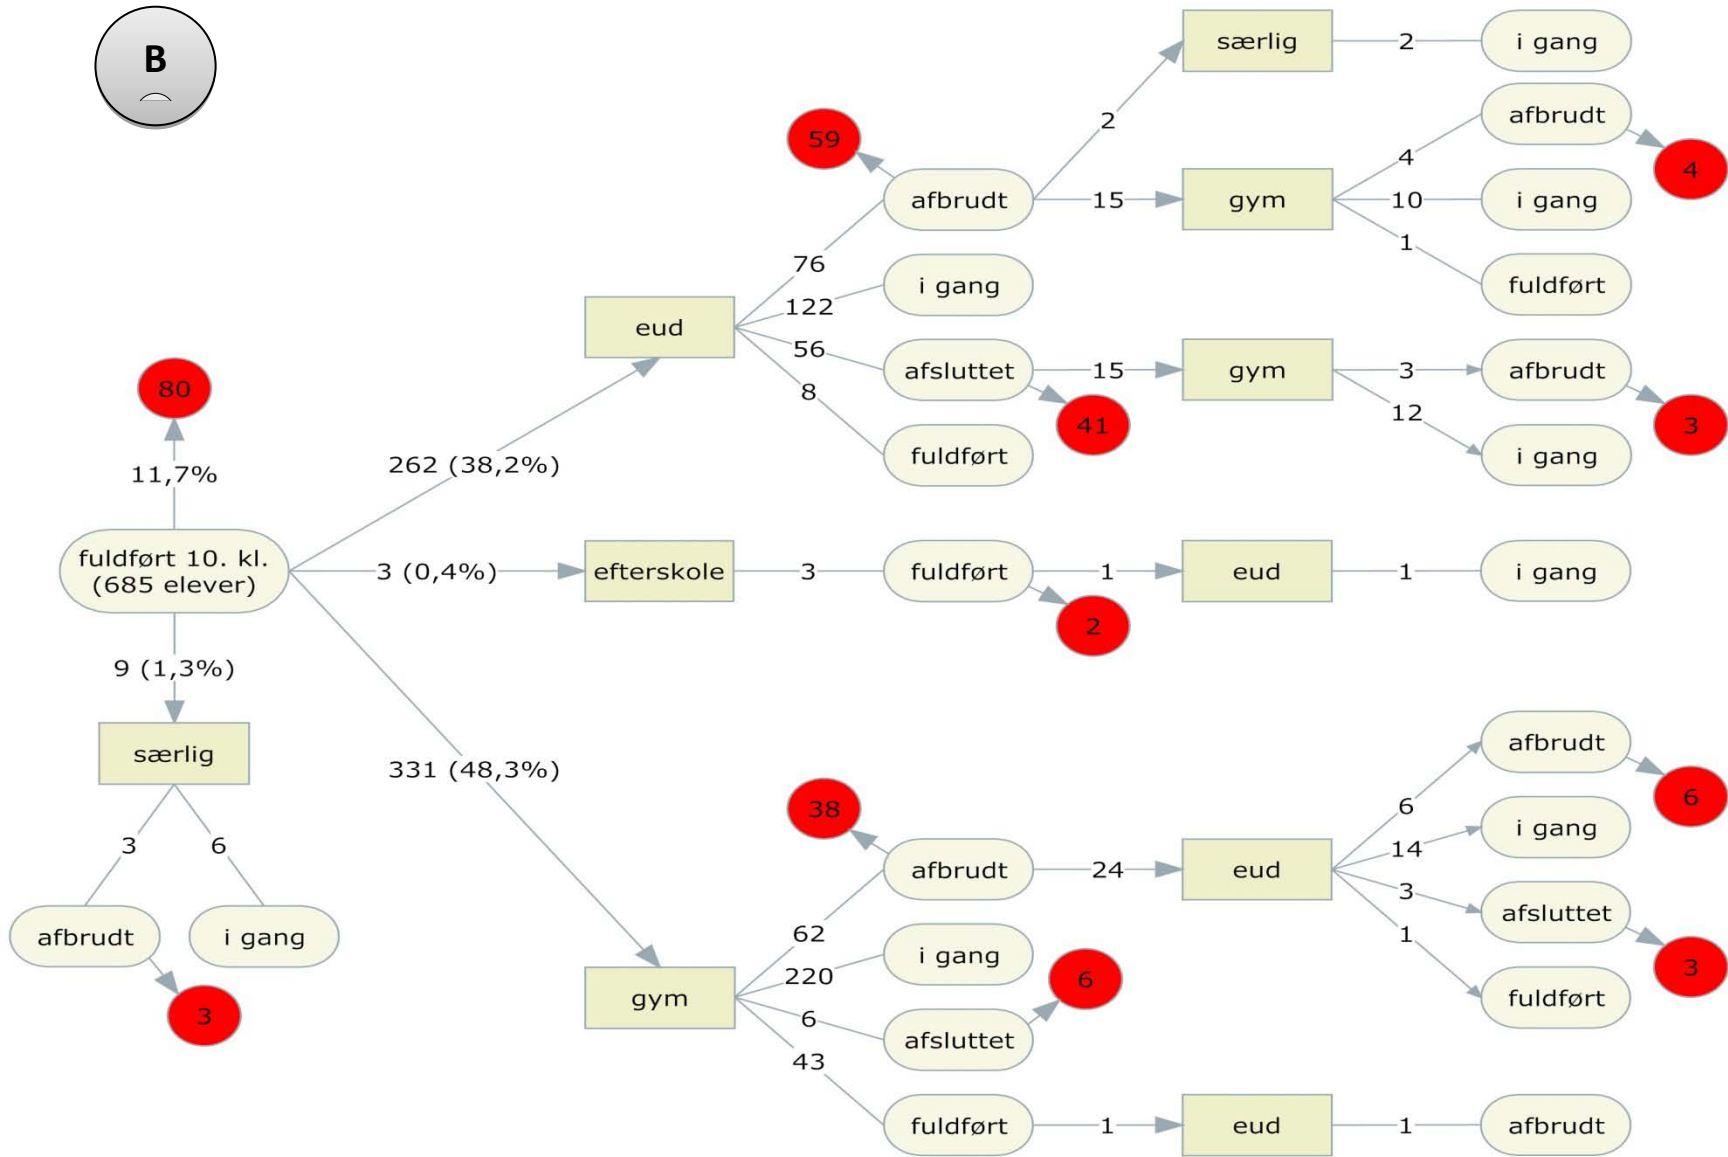 B
særlig
2
i gang
59
2
afbrudt
4
4
afbrudt
15
gym
10
i gang
1
76
i gang
fuldført
122
eud
56
80
afsluttet
15
gym
3
afbrudt
8
12
41
3
11,7%
262 (38,2%)
fuldført
i gang
fuldført 10. kl.
(685 elever)
3 (0,4%)
efterskole
3
fuldført
1
eud
1
i gang
2
9 (1,3%)
særlig
331 (48,3%)
afbrudt
6
38
6
3
6
i gang
14
afbrudt
24
eud
3
afsluttet
62
1
afbrudt
i gang
i gang
220
3
3
gym
6
6
fuldført
afsluttet
43
fuldført
1
eud
1
afbrudt